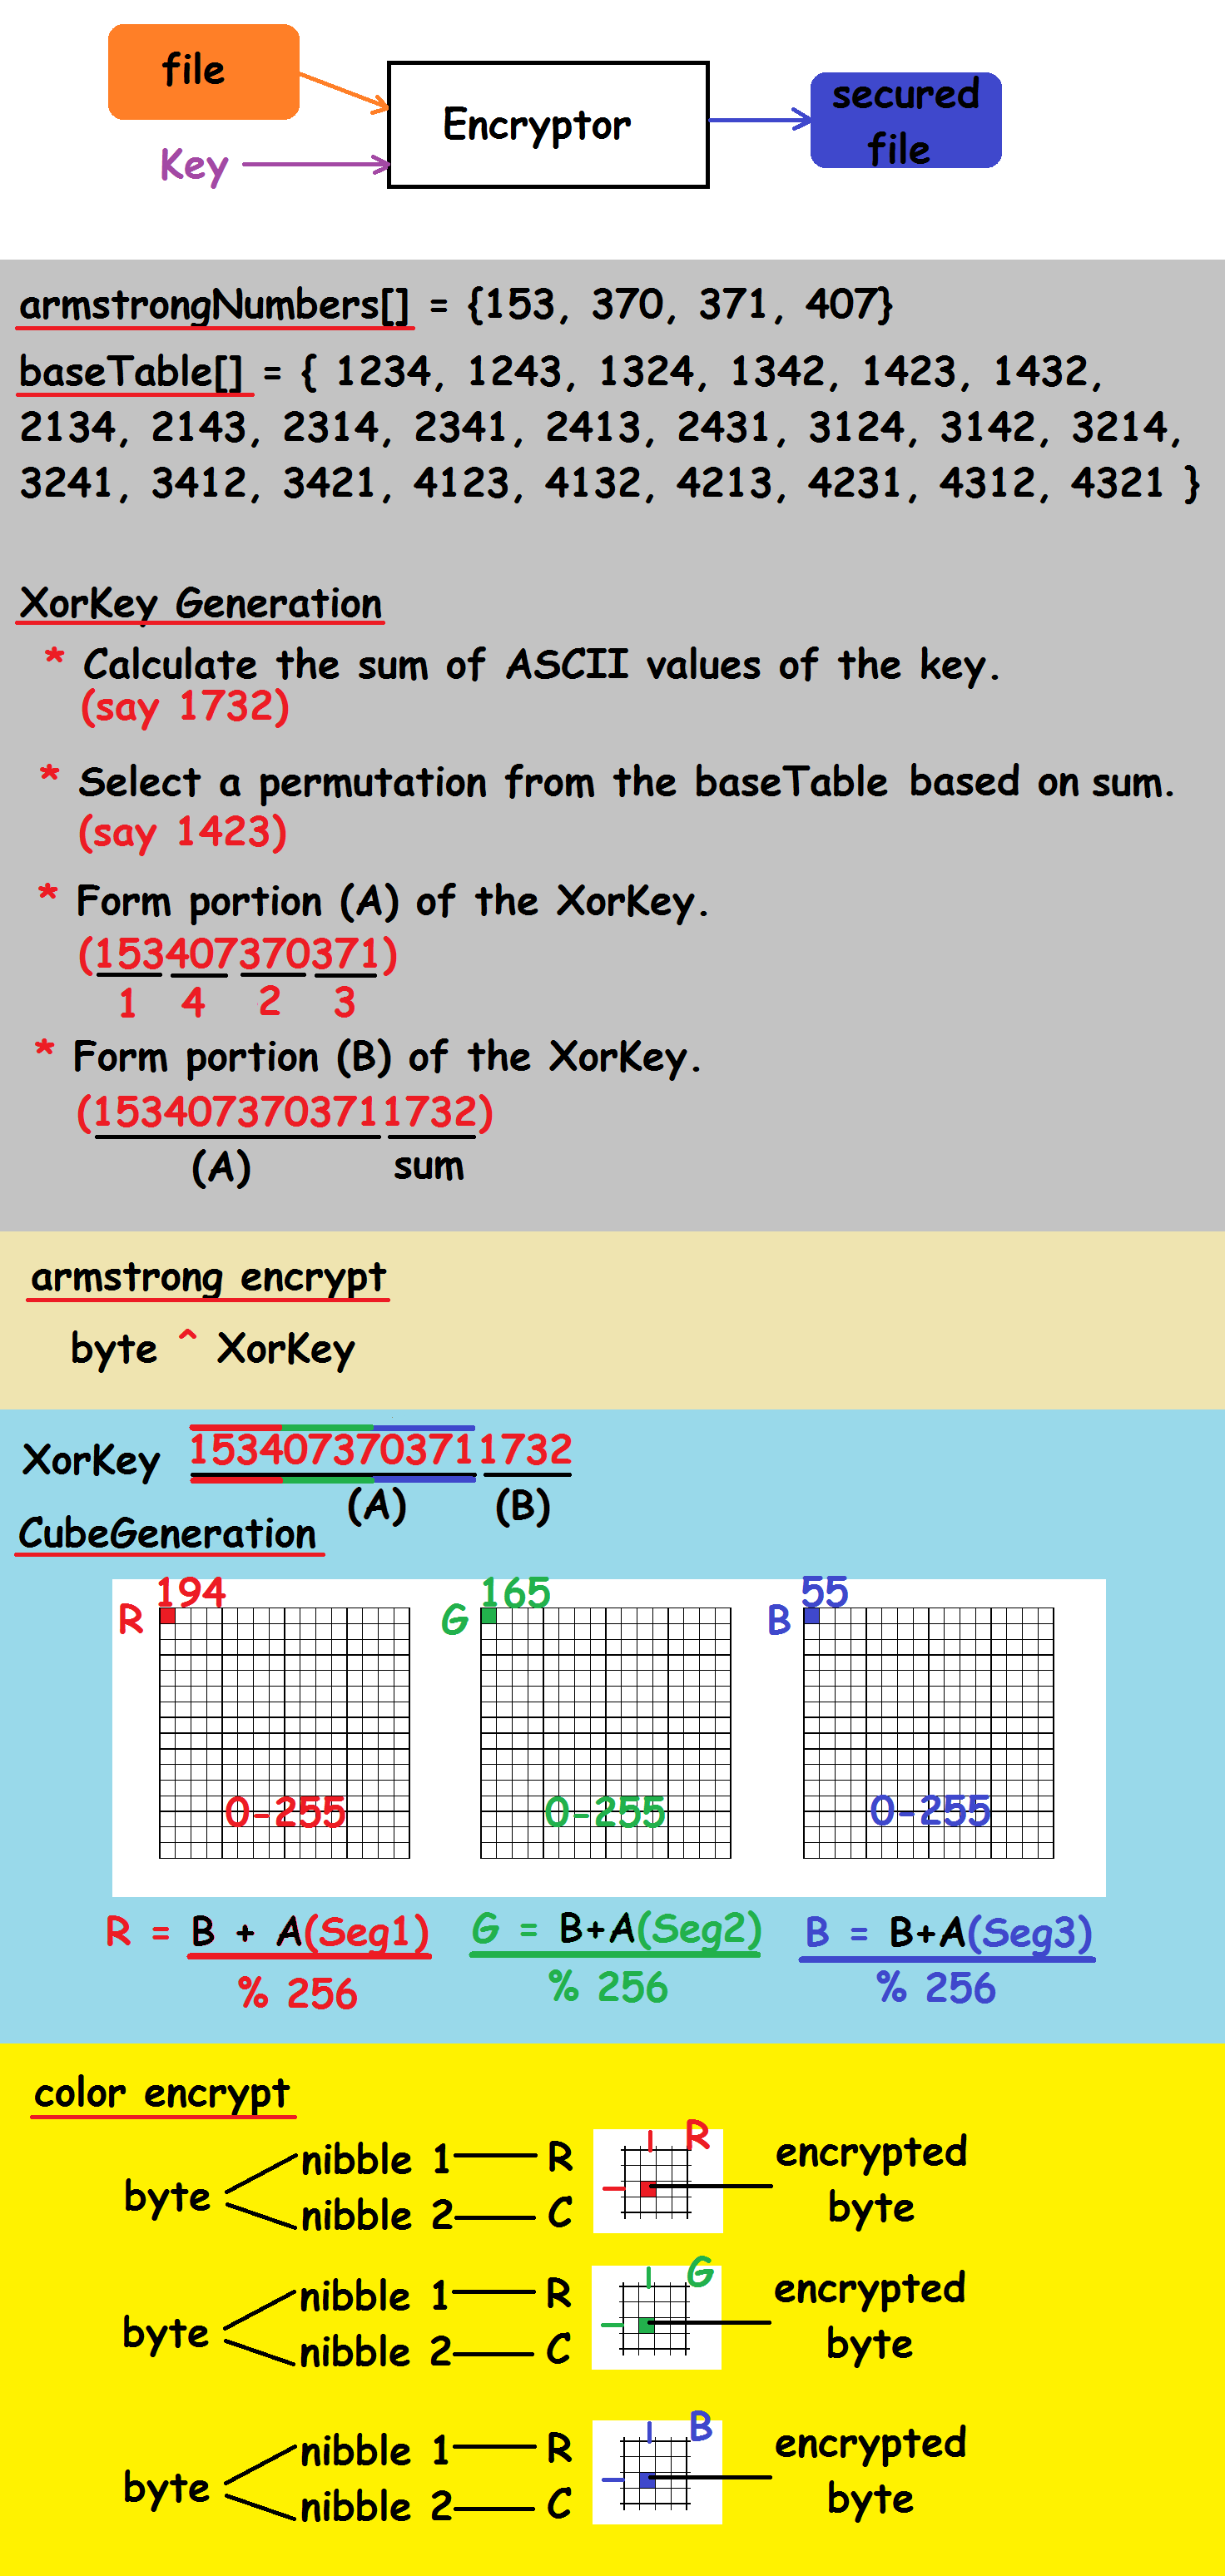 file
Key
Encryptor
secured
file
armstrongNumbers[] = {153, 370, 371, 407}
baseTable[] = { 1234, 1243, 1324, 1342, 1423, 1432,
2134, 2143, 2314, 2341, 2413, 2431, 3124, 3142, 3214,
3241, 3412, 3421, 4123, 4132, 4213, 4231, 4312, 4321 }
XorKey Generation
* Calculate the sum of ASCII values of the key.
(say 1732)
* Select a permutation from the baseTable based on sum.
(say 1423)
* Form portion (A) of the XorKey.
(153407370371)
1 4 2 3
* Form portion (B) of the XorKey.
(1534073703711732)
(A) sum
armstrong encrypt
byte ^ XorKey
XorKey 1534073703711732
(A) (B)
CubeGeneration
194 165 55
R G B
0-255 0-255 0-255
R = B + A(Seg1) G = B+A(Seg2) B = B+A(Seg3)
% 256 % 256 % 256
color encrypt
byte
nibble 1 R
nibble 2 C
R
encrypted
byte
byte
nibble 1 R
nibble 2 C
G
encrypted
byte
byte
nibble 1 R
nibble 2 C
B
encrypted
byte